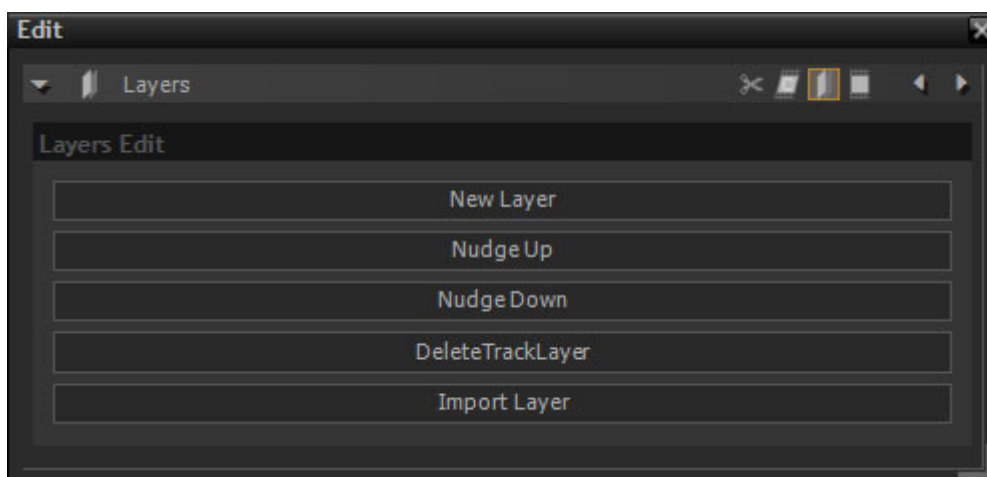 Edit
Layers
Layers Edit
New Layer
Nudge Up
Nudge Down
DeleteTrackLayer
Import Layer